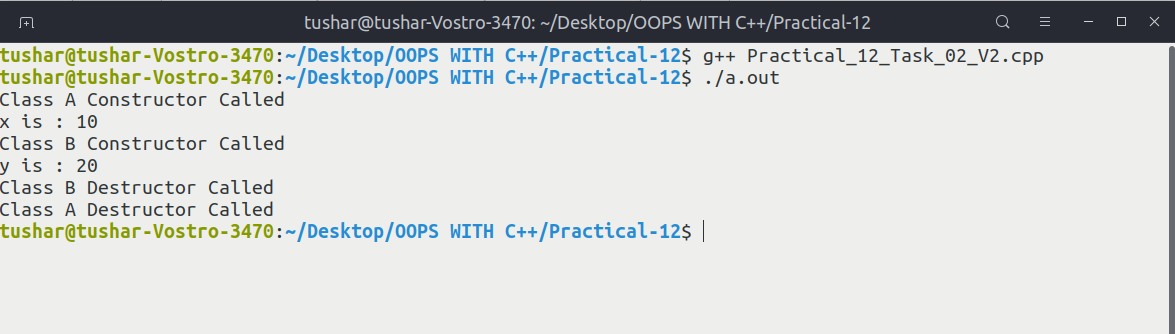 tushar@tushar-Vostro-3470: ~/Desktop/OOPS WITH C++/Practical-12
tushar@tushar-Vostro-3470:~/Desktop/OOPS WITH C++/Practical-12$ g++ Practical_12_Task_02_V2.cpp
tushar@tushar-Vostro-3470:~/Desktop/OOPS WITH C++/Practical-12$ ./a.out
Class A Constructor Called
x is : 10
Class B Constructor Called
y is : 20
Class B Destructor Called
Class A Destructor Called
tushar@tushar-Vostro-3470:~/Desktop/OOPS WITH C++/Practical-12$